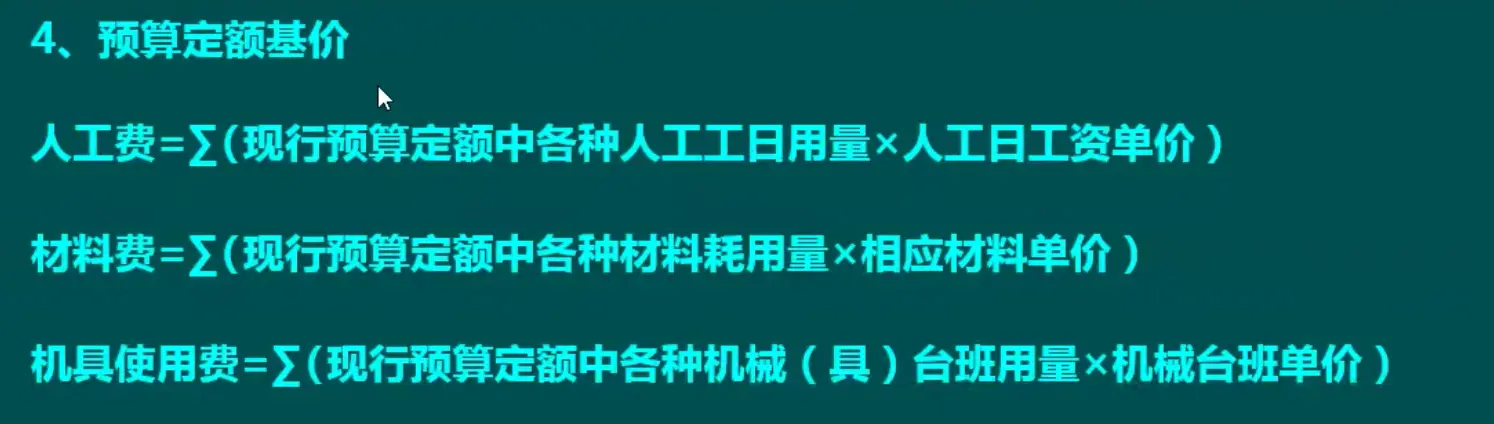 4、预算定额基价
人工费=∑(现行预算定额中各种人工工日用量×人工日工资单价）
材料费=∑(现行预算定额中各种材料耗用量×相应材料单价）
机具使用费=∑(现行预算定额中各种机械（具）台班用量×机械台班单价）